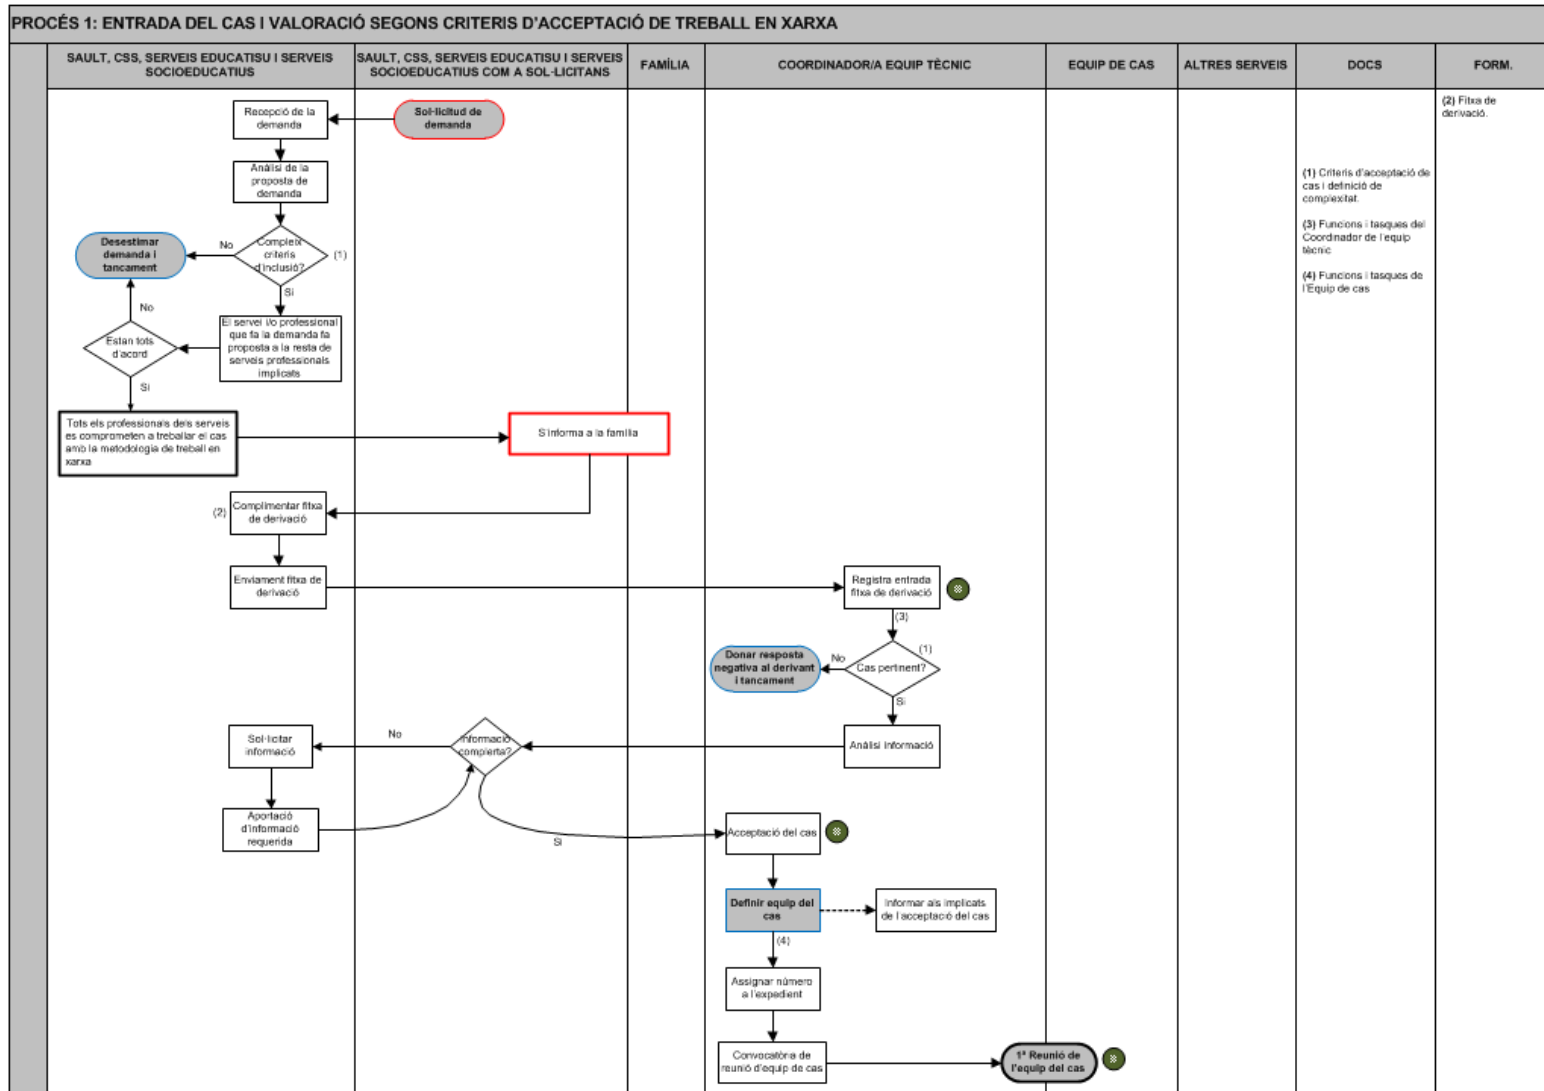 PROCÉS 1: ENTRADA DEL CAS I VALORACIÓ SEGONS CRITERIS D'ACCEPTACIÓ DE TREBALL EN XARXA
SAULT, CSS, SERVEIS EDUCATISU I SERVEIS
SOCIOEDUCATIUS
SAULT, CSS, SERVEIS EDUCATISU I SERVEIS
SOCIOEDUCATIUS COM A SOL·LICITANS
FAMÍLIA
COORDINADOR/A EQUIP TÈCNIC
EQUIP DE CAS
ALTRES SERVEIS
DOCS
FORM.
Recepció de la
demanda
Sol·licitud de
demanda
(2) Fitxa de
derivació.
Anàlisi de la
proposta de
demanda
(1) Criteris d'acceptació de
cas i definició de
complexitat.
(3) Funcions i tasques del
Coordinador de l'equip
tècnic
(4) Funcions i tasques de
l'Equip de cas
Desestimar
demanda i
tancament
No
Compleix
criteris
d'inclusió?
(1)
Si
No
El servei i/o professional
que fa la demanda fa
proposta a la resta de
serveis professionals
implicats
Estan tots
d'acord
Si
Tots els professionals dels serveis
es comprometen a treballar el cas
amb la metodologia de treball en
xarxa
S'informa a la família
(2)
Complimentar fitxa
de derivació
Enviament fitxa de
derivació
Registra entrada
fitxa de derivació
(3)
(1)
Donar resposta
negativa al derivant
i tancament
No
Cas pertinent?
Si
Sol·licitar
informació
No
Informació
complerta?
Anàlisi informació
Aportació
d'informació
requerida
Si
Acceptació del cas
Definir equip del
cas
Informar als implicats
de l'acceptació del cas
(4)
Assignar número
a l'expedient
Convocatòria de
reunió d'equip de cas
1ª Reunió de
l'equip del cas